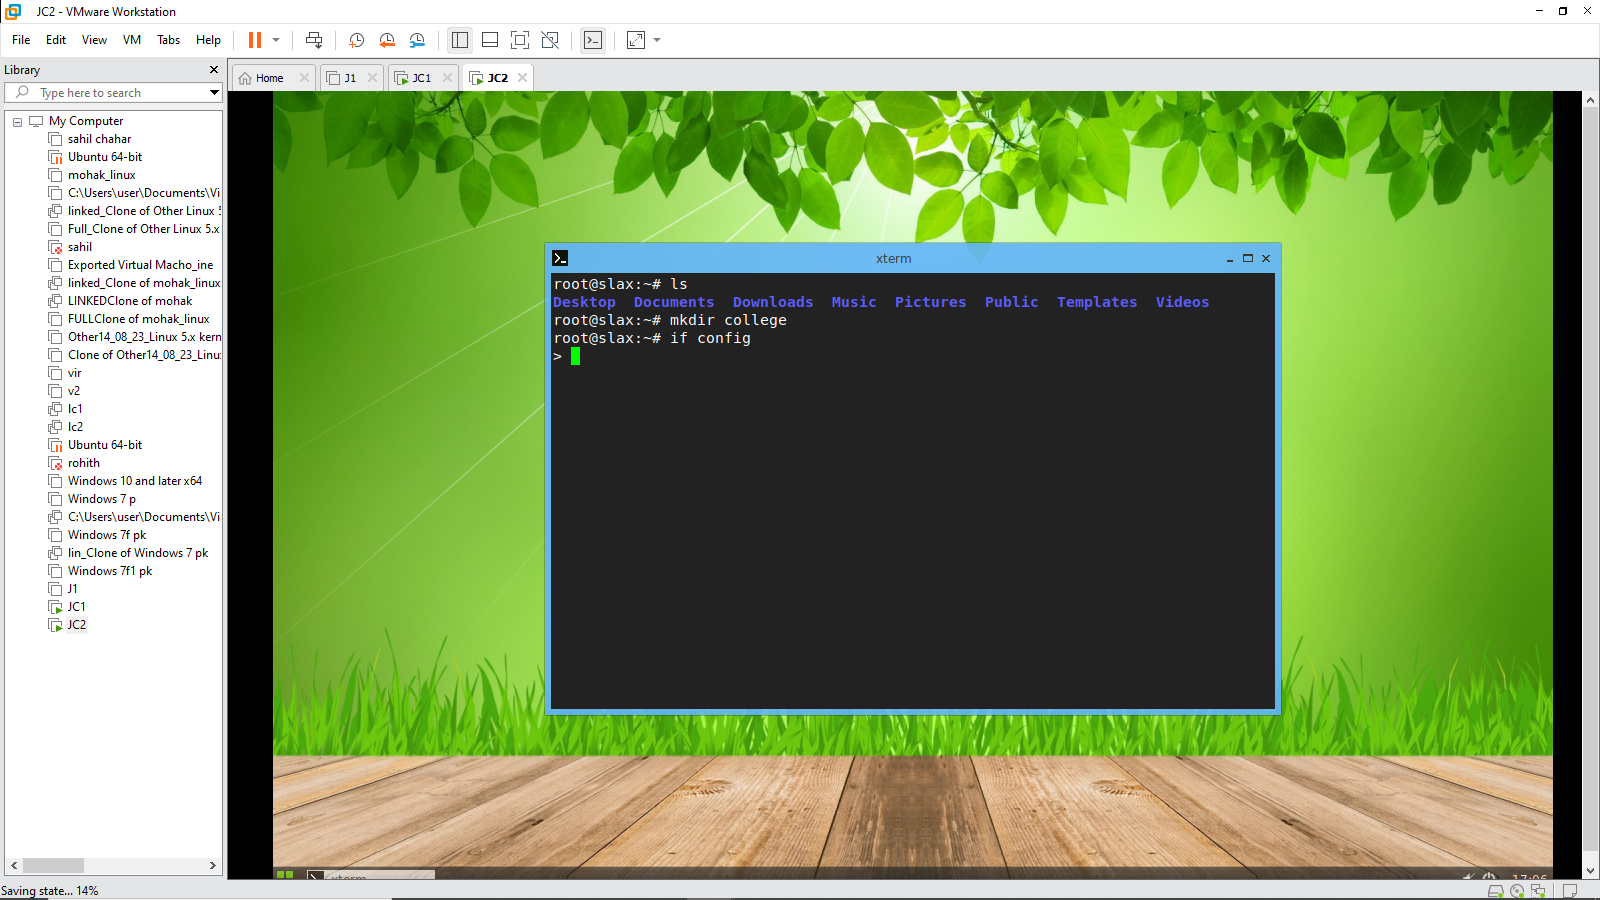 JC2 - VMware Workstation
File Edit View VM Tabs Help
Library
Type here to search
My Computer
sahil chahar
Ubuntu 64-bit
mohak_linux
C:\Users\user\Documents\Vi
linked_Clone of Other Linux 5
Full_Clone of Other Linux 5.x
sahil
Exported Virtual Macho_ine
linked_Clone of mohak_linux
LINKEDClone of mohak
FULLClone of mohak_linux
Other14_08_23_Linux 5.x kern
Clone of Other14_08_23_Linu
vir
v2
lc1
lc2
Ubuntu 64-bit
rohith
Windows 10 and later x64
Windows 7 p
C:\Users\user\Documents\Vi
Windows 7f pk
lin_Clone of Windows 7 pk
Windows 7f1 pk
J1
JC1
JC2
Home J1 JC1 JC2
xterm
root@slax:~# ls
Desktop Documents Downloads Music Pictures Public Templates Videos
root@slax:~# mkdir college
root@slax:~# if config
>
xterm
17:06
Saving state... 14%